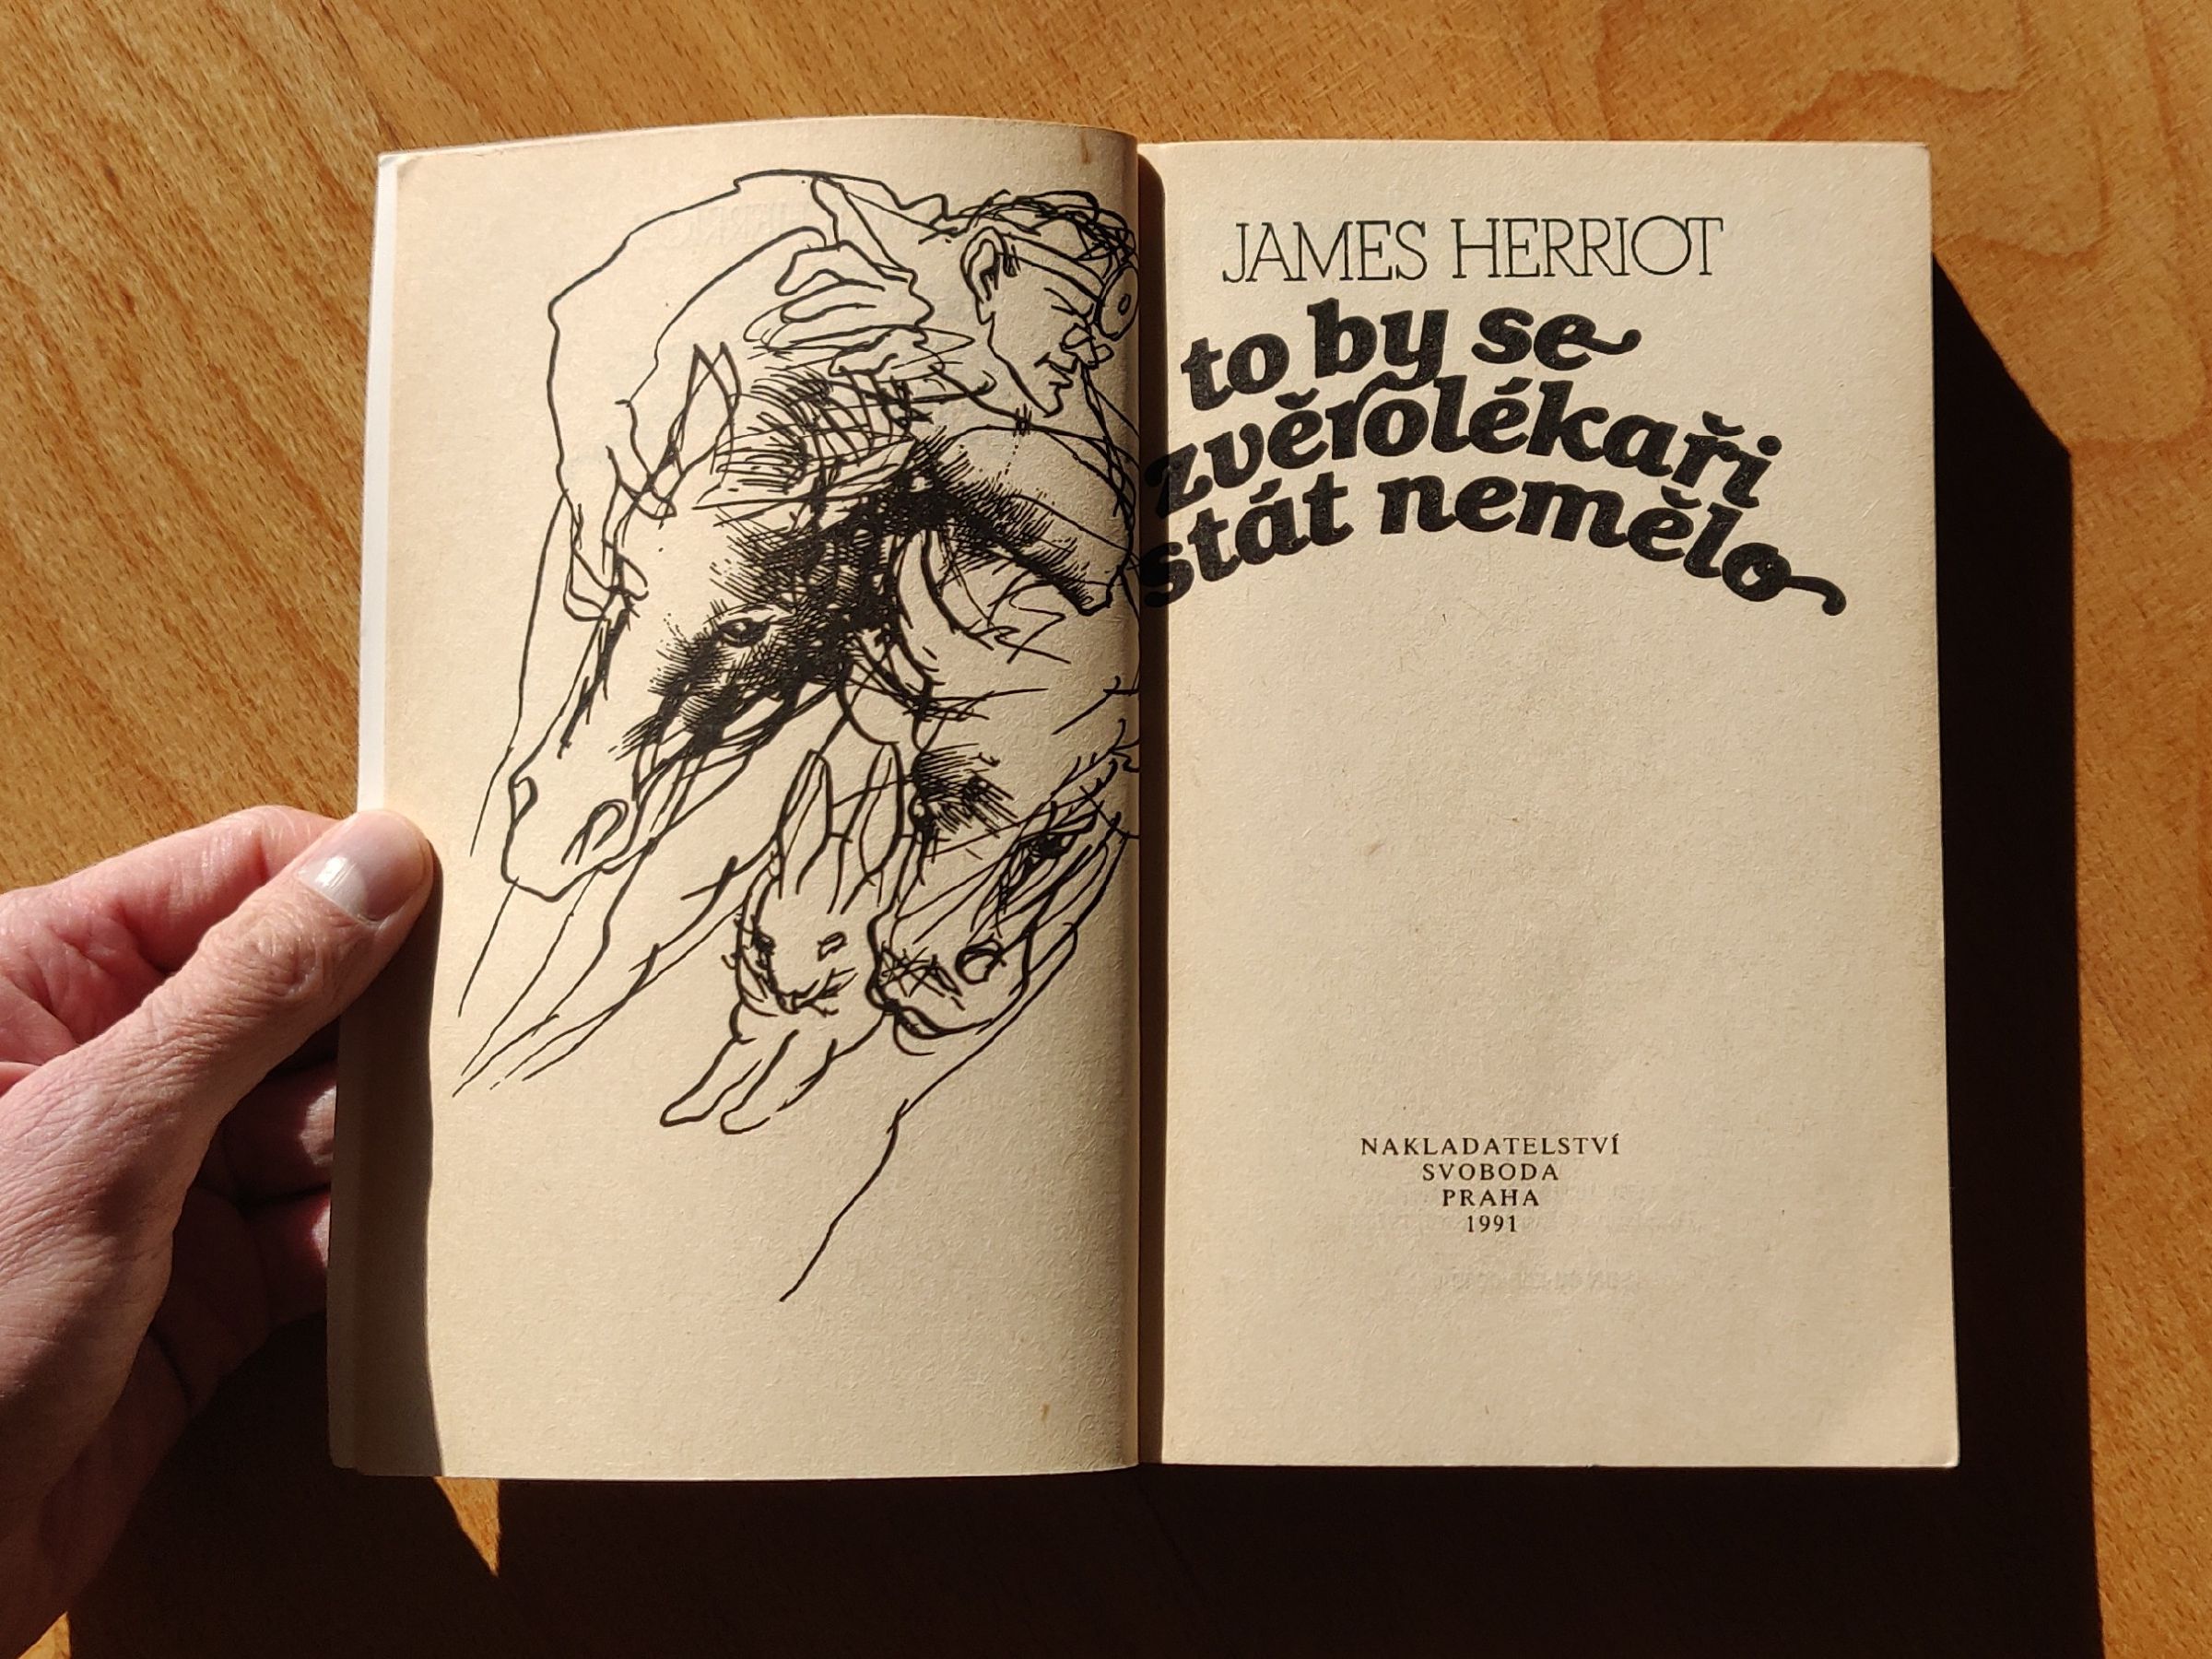 JAMES HERRIOT
to by se
zvěrolékaři
stát nemělo
NAKLADATELSTVÍ
SVOBODA
PRAHA
1991